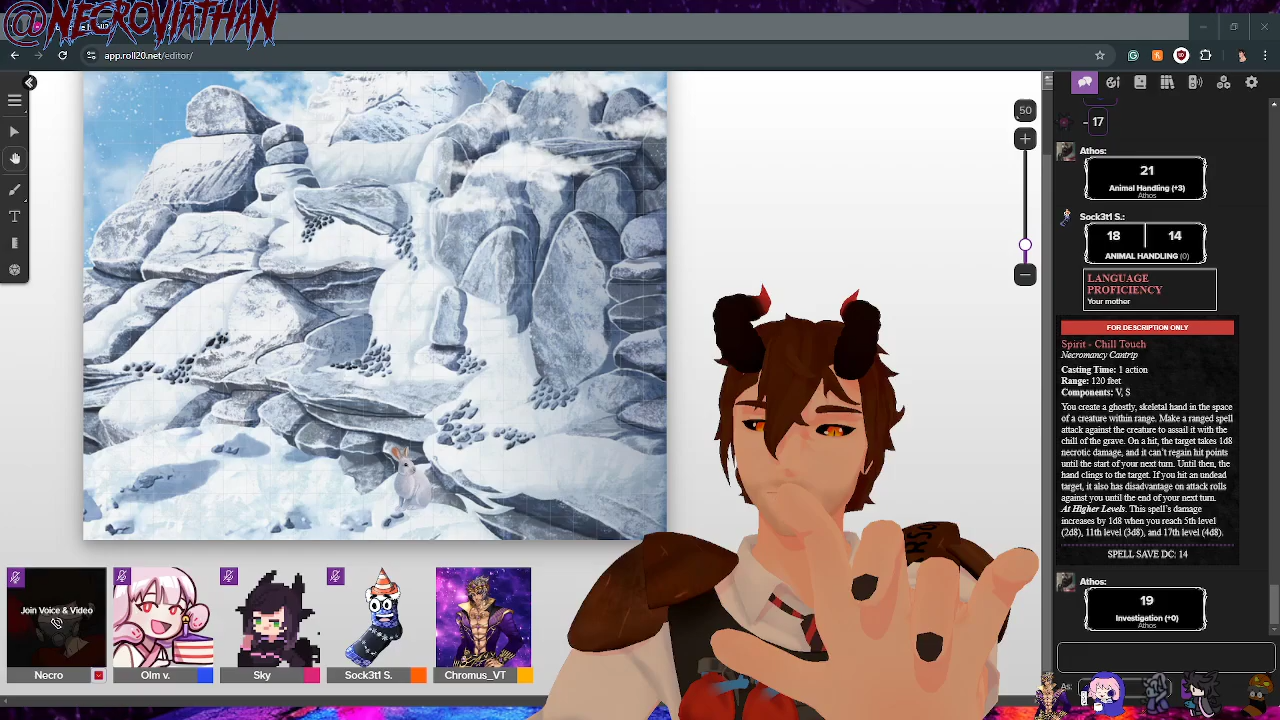 @NECROVIATHAN
app.roll20.net/editor/
50
17
Athos:
21
Animal Handling (+3)
Athos
Sock3t1 S.:
18 14
ANIMAL HANDLING (0)
LANGUAGE
PROFICIENCY
Your mother
FOR DESCRIPTION ONLY
Spirit - Chill Touch
Necromancy Cantrip
Casting Time: 1 action
Range: 120 feet
Components: V, S
You create a ghostly, skeletal hand in the space
of a creature within range. Make a ranged spell
attack against the creature to assail it with the
chill of the grave. On a hit, the target takes 1d8
necrotic damage, and it can't regain hit points
until the start of your next turn. Until then, the
hand clings to the target. If you hit an undead
target, it also has disadvantage on attack rolls
against you until the end of your next turn.
At Higher Levels. This spell's damage
increases by 1d8 when you reach 5th level
(2d8), 11th level (3d8), and 17th level (4d8).
SPELL SAVE DC: 14
Athos:
19
Investigation (+0)
Athos
As:
Join Voice & Video
Necro
Olm v.
Sky
Sock3t1 S.
Chromus_VT